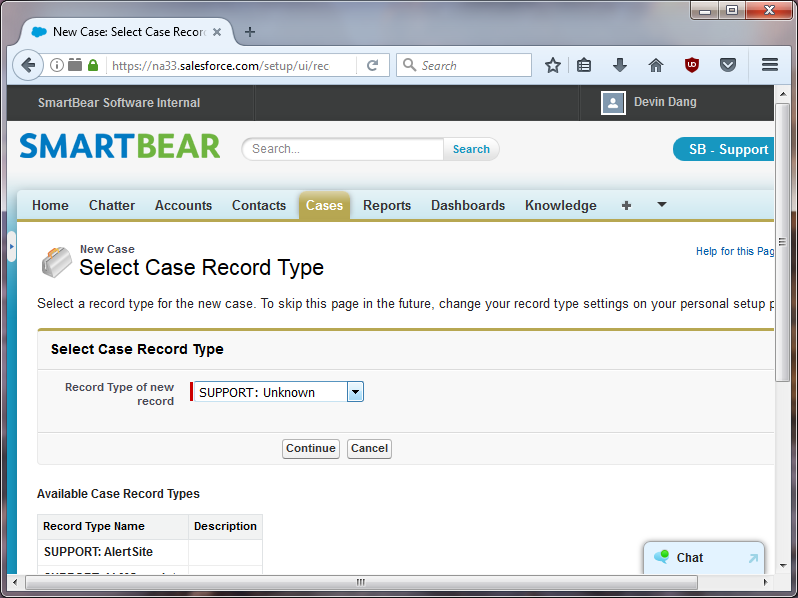 New Case: Select Case Recor
https://na33.salesforce.com/setup/ui/rec
Search
SmartBear Software Internal
Devin Dang
SMARTBEAR
Search...
Search
SB - Support
Home
Chatter
Accounts
Contacts
Cases
Reports
Dashboards
Knowledge
New Case
Select Case Record Type
Help for this Pag
Select a record type for the new case. To skip this page in the future, change your record type settings on your personal setup p
Select Case Record Type
Record Type of new
record
SUPPORT: Unknown
Continue
Cancel
Available Case Record Types
Record Type Name
Description
SUPPORT: AlertSite
Chat